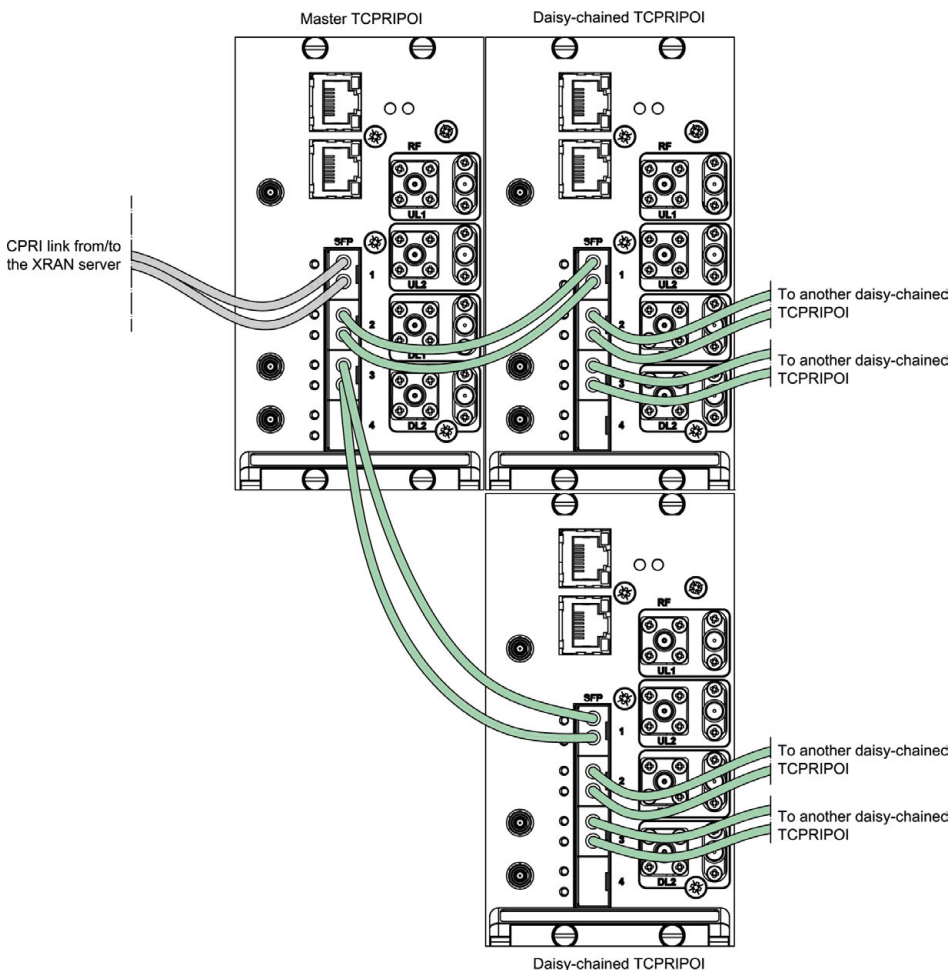 Master TCPRIPOI
Daisy-chained TCPRIPOI
CPRI link from/to
the XRAN server
RF
UL1
UL2
DL1
DL2
SFP
1
2
3
4
RF
UL1
UL2
DL2
SFP
1
2
3
4
To another daisy-chained
TCPRIPOI
To another daisy-chained
TCPRIPOI
RF
UL1
UL2
DL2
SFP
1
2
3
4
To another daisy-chained
TCPRIPOI
To another daisy-chained
TCPRIPOI
Daisy-chained TCPRIPOI